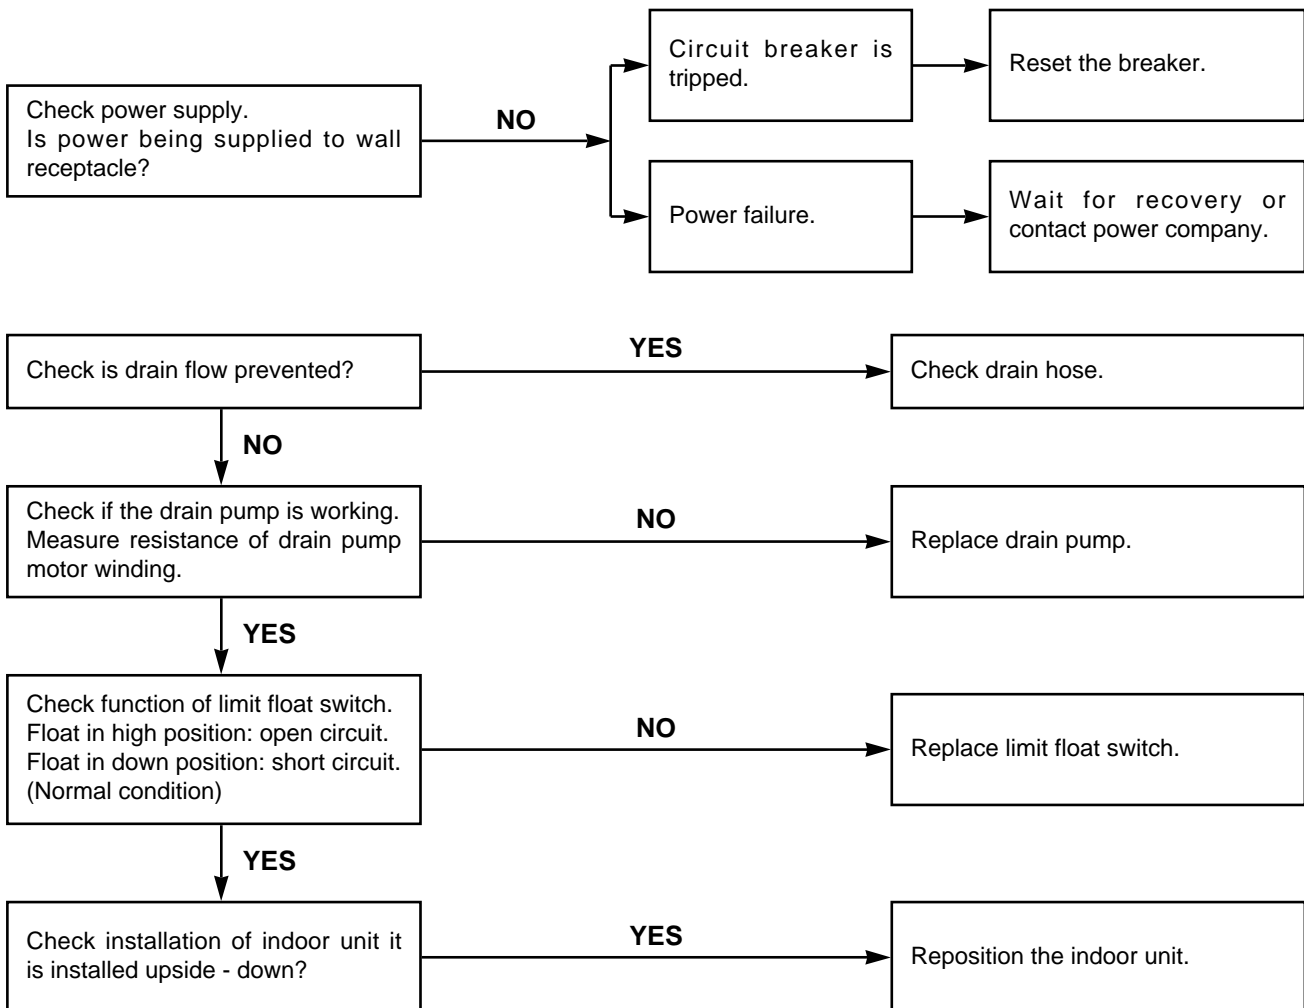 Circuit breaker is
tripped.
Reset the breaker.
Check power supply.
Is power being supplied to wall
receptacle?
NO
Power failure.
Wait for recovery or
contact power company.
Check is drain flow prevented?
YES
Check drain hose.
NO
Check if the drain pump is working.
Measure resistance of drain pump
motor winding.
NO
Replace drain pump.
YES
Check function of limit float switch.
Float in high position: open circuit.
Float in down position: short circuit.
(Normal condition)
NO
Replace limit float switch.
YES
Check installation of indoor unit it
is installed upside - down?
YES
Reposition the indoor unit.